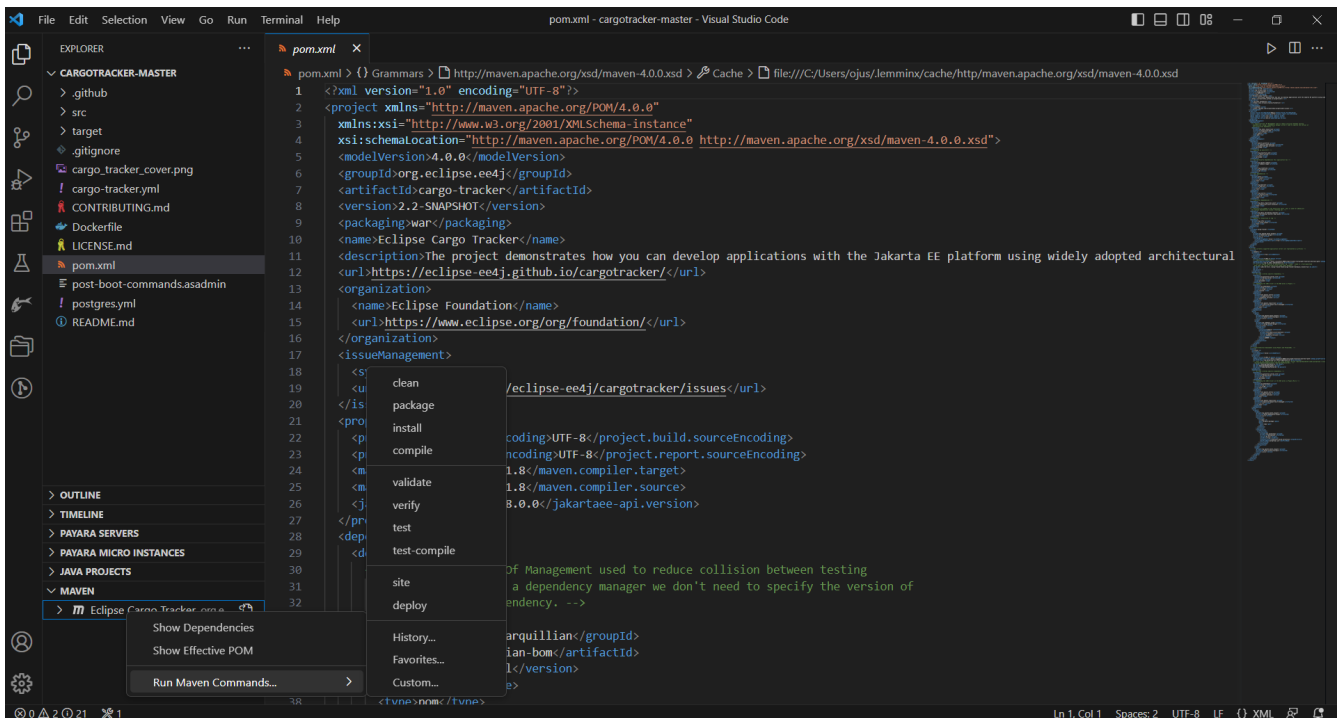 File Edit Selection View Go Run Terminal Help
pom.xml - cargotracker-master - Visual Studio Code
EXPLORER
CARGOTRACKER-MASTER
.github
src
target
.gitignore
cargo_tracker_cover.png
! cargo-tracker.yml
CONTRIBUTING.md
Dockerfile
LICENSE.md
pom.xml
post-boot-commands.asadmin
! postgres.yml
README.md
OUTLINE
TIMELINE
PAYARA SERVERS
PAYARA MICRO INSTANCES
JAVA PROJECTS
MAVEN
Eclipse Cargo Tracker org.e
pom.xml
pom.xml > {} Grammars > http://maven.apache.org/xsd/maven-4.0.0.xsd > Cache > file:///C:/Users/ojus/.lemminx/cache/http/maven.apache.org/xsd/maven-4.0.0.xsd
1 <?xml version="1.0" encoding="UTF-8"?>
2 <project xmlns="http://maven.apache.org/POM/4.0.0"
3 xmlns:xsi="http://www.w3.org/2001/XMLSchema-instance"
4 xsi:schemaLocation="http://maven.apache.org/POM/4.0.0 http://maven.apache.org/xsd/maven-4.0.0.xsd">
5 <modelVersion>4.0.0</modelVersion>
6 <groupId>org.eclipse.ee4j</groupId>
7 <artifactId>cargo-tracker</artifactId>
8 <version>2.2-SNAPSHOT</version>
9 <packaging>war</packaging>
10 <name>Eclipse Cargo Tracker</name>
11 <description>The project demonstrates how you can develop applications with the Jakarta EE platform using widely adopted architectural
12 <url>https://eclipse-ee4j.github.io/cargotracker/</url>
13 <organization>
14 <name>Eclipse Foundation</name>
15 <url>https://www.eclipse.org/org/foundation/</url>
16 </organization>
17 <issueManagement>
18 <sy
19 <u /eclipse-ee4j/cargotracker/issues</url>
20 </is
21 <prop
22 <p coding>UTF-8</project.build.sourceEncoding>
23 <p ncoding>UTF-8</project.report.sourceEncoding>
24 <m 1.8</maven.compiler.target>
25 <m 1.8</maven.compiler.source>
26 <j 8.0.0</jakartaee-api.version>
27 </pr
28 <dep
29 <de
30 Of Management used to reduce collision between testing
31 a dependency manager we don't need to specify the version of
32 endency. -->
arquillian</groupId>
ian-bom</artifactId>
l</version>
e>
38 <type>pom</type>
Show Dependencies
Show Effective POM
Run Maven Commands...
clean
package
install
compile
validate
verify
test
test-compile
site
deploy
History...
Favorites...
Custom...
0 2 21 1
Ln 1, Col 1 Spaces: 2 UTF-8 LF {} XML